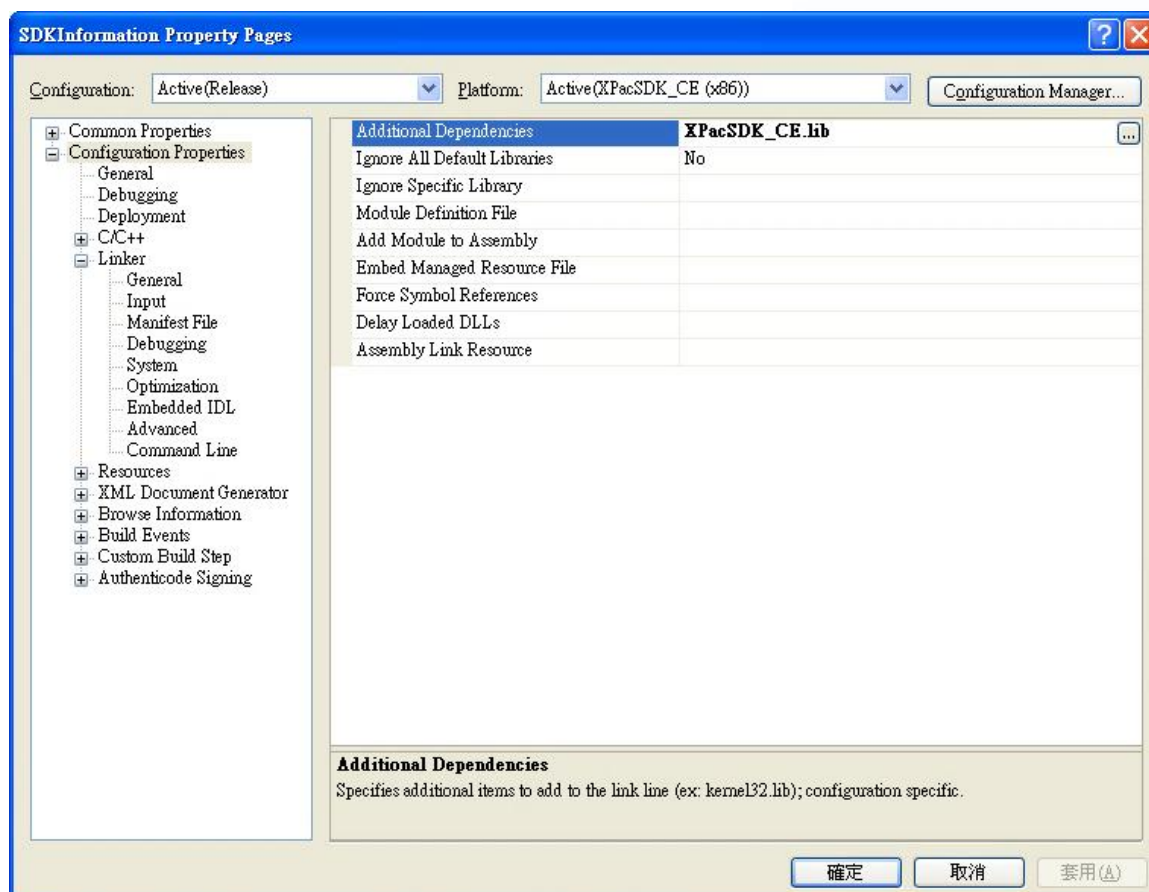 SDKInformation Property Pages
Configuration: Active(Release) Platform: Active(XPacSDK_CE (x86)) Configuration Manager...
Common Properties
Configuration Properties
General
Debugging
Deployment
C/C++
Linker
General
Input
Manifest File
Debugging
System
Optimization
Embedded IDL
Advanced
Command Line
Resources
XML Document Generator
Browse Information
Build Events
Custom Build Step
Authenticode Signing
Additional Dependencies XPacSDK_CE.lib ...
Ignore All Default Libraries No
Ignore Specific Library
Module Definition File
Add Module to Assembly
Embed Managed Resource File
Force Symbol References
Delay Loaded DLLs
Assembly Link Resource
Additional Dependencies
Specifies additional items to add to the link line (ex: kernel32.lib); configuration specific.
確定 取消 套用(A)